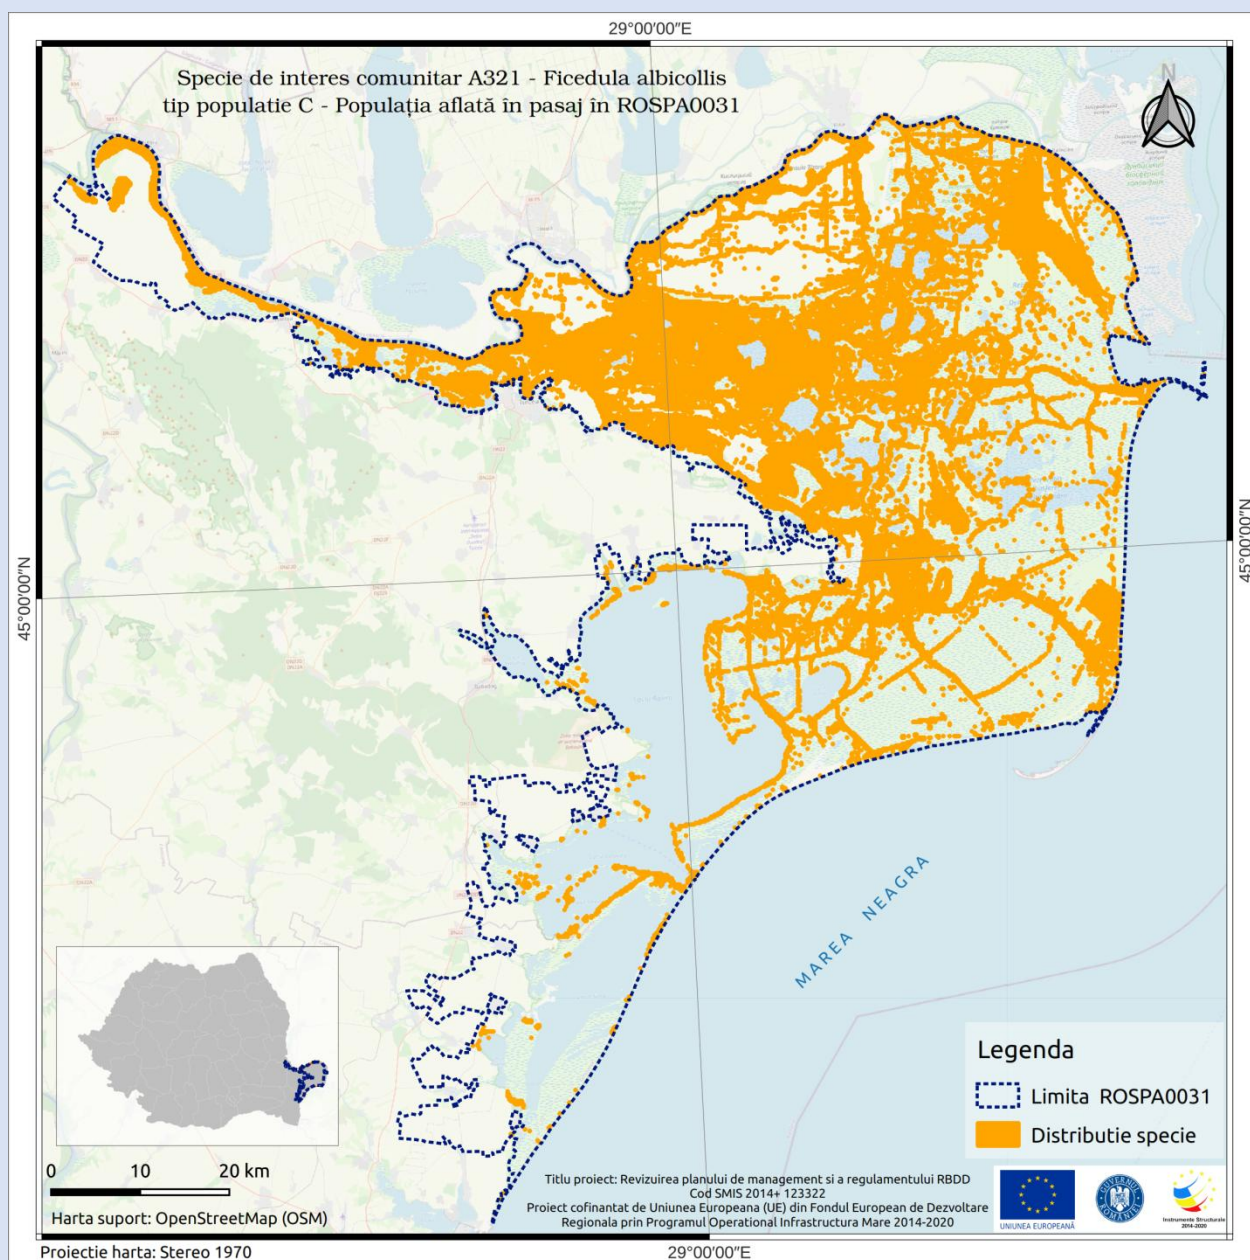 29°00′00″E
Specie de interes comunitar A321 - Ficedula albicollis
tip populatie C - Populația aflată în pasaj în ROSPA0031
N
45°00′00″N
45°00′00″N
MAREA NEAGRA
Legenda
Limita ROSPA0031
Distributie specie
0 10 20 km
Harta suport: OpenStreetMap (OSM)
Titlu proiect: Revizuirea planului de management si a regulamentului RBDD
Cod SMIS 2014+ 123322
Proiect cofinantat de Uniunea Europeana (UE) din Fondul European de Dezvoltare
Regionala prin Programul Operational Infrastructura Mare 2014-2020
UNIUNEA EUROPEANĂ
GUVERNUL ROMÂNIEI
Instrumente Structurale
2014-2020
Proiectie harta: Stereo 1970
29°00′00″E